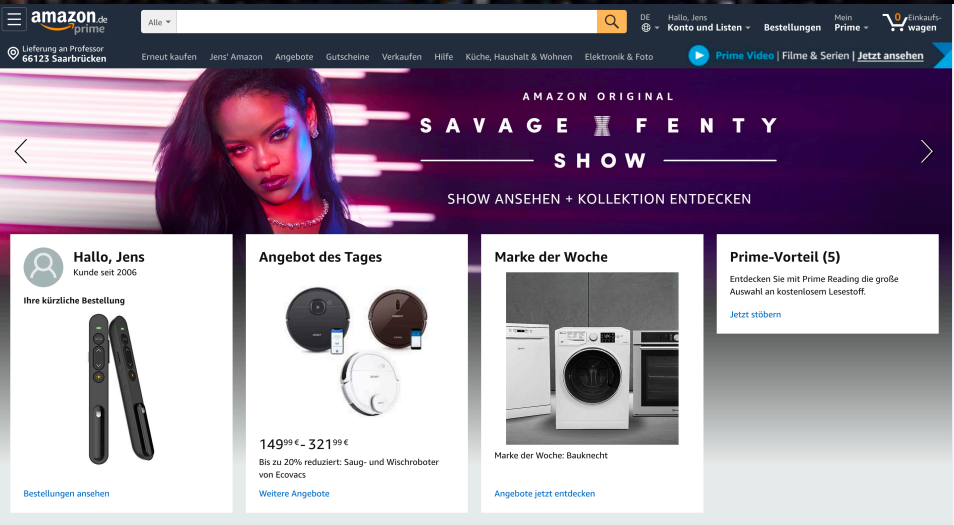 amazon.de
prime
Alle
DE
Hallo, Jens
Konto und Listen
Bestellungen
Mein
Prime
0
Einkaufs-
wagen
Lieferung an Professor
66123 Saarbrücken
Erneut kaufen Jens' Amazon Angebote Gutscheine Verkaufen Hilfe Küche, Haushalt & Wohnen Elektronik & Foto
Prime Video | Filme & Serien | Jetzt ansehen
AMAZON ORIGINAL
SAVAGE X FENTY
SHOW
SHOW ANSEHEN + KOLLEKTION ENTDECKEN
Hallo, Jens
Kunde seit 2006
Ihre kürzliche Bestellung
Bestellungen ansehen
Angebot des Tages
149⁹⁹ € - 321⁹⁹ €
Bis zu 20% reduziert: Saug- und Wischroboter
von Ecovacs
Weitere Angebote
Marke der Woche
Marke der Woche: Bauknecht
Angebote jetzt entdecken
Prime-Vorteil (5)
Entdecken Sie mit Prime Reading die große
Auswahl an kostenlosem Lesestoff.
Jetzt stöbern